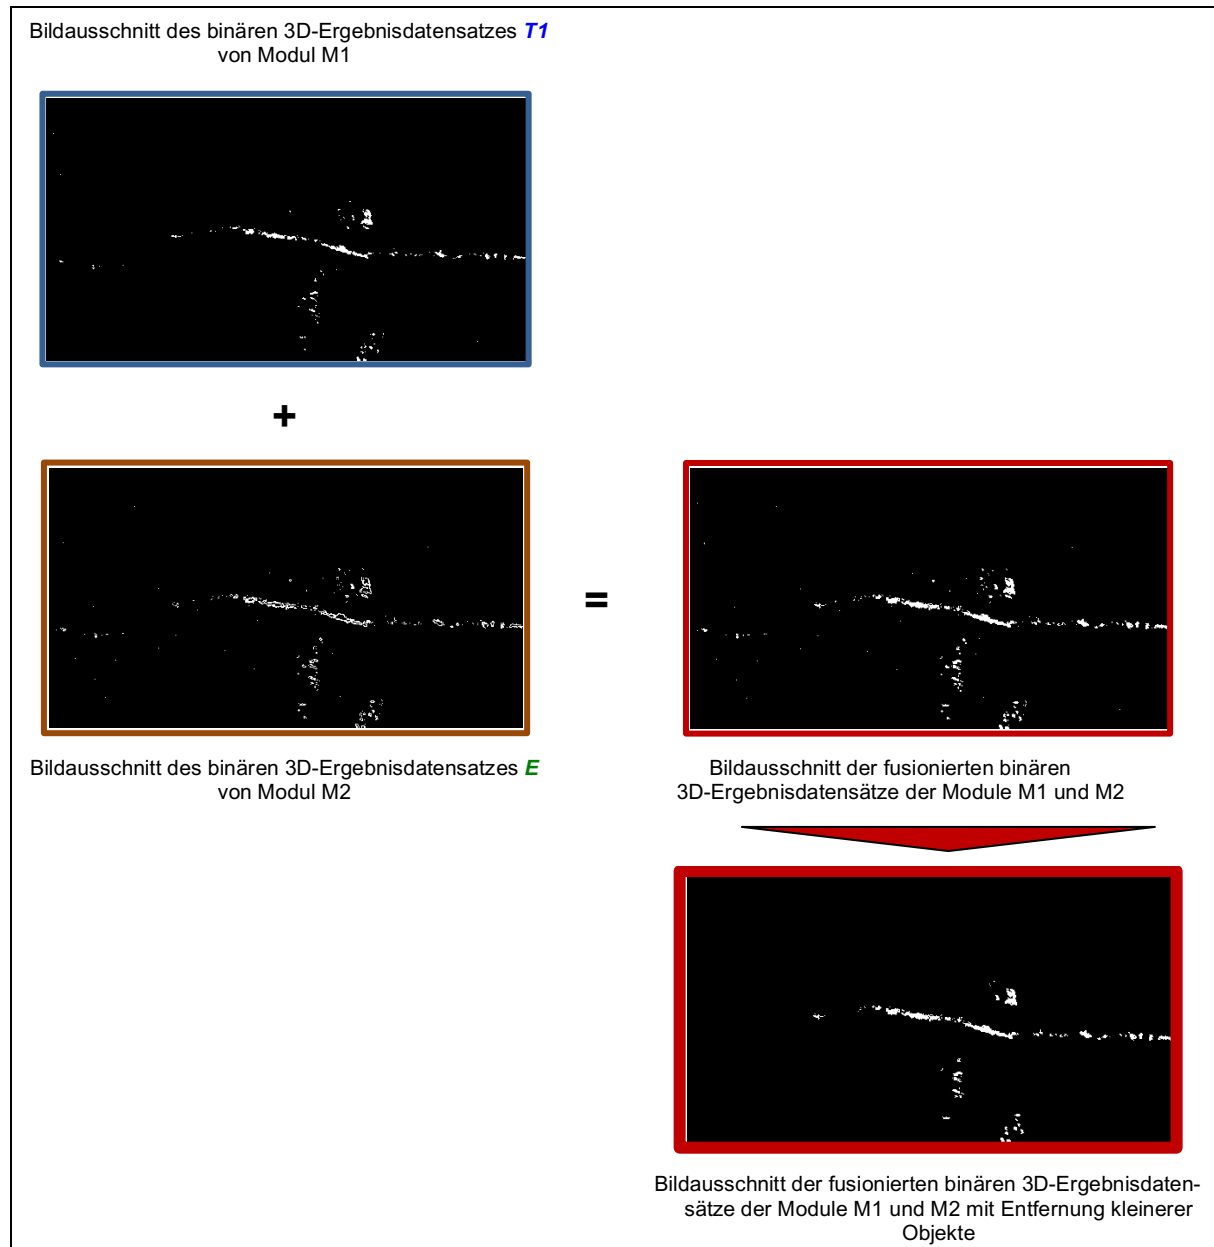 Bildausschnitt des binären 3D-Ergebnisdatensatzes T1
von Modul M1
+
=
Bildausschnitt des binären 3D-Ergebnisdatensatzes E
von Modul M2
Bildausschnitt der fusionierten binären
3D-Ergebnisdatensätze der Module M1 und M2
Bildausschnitt der fusionierten binären 3D-Ergebnisdaten-
sätze der Module M1 und M2 mit Entfernung kleinerer
Objekte